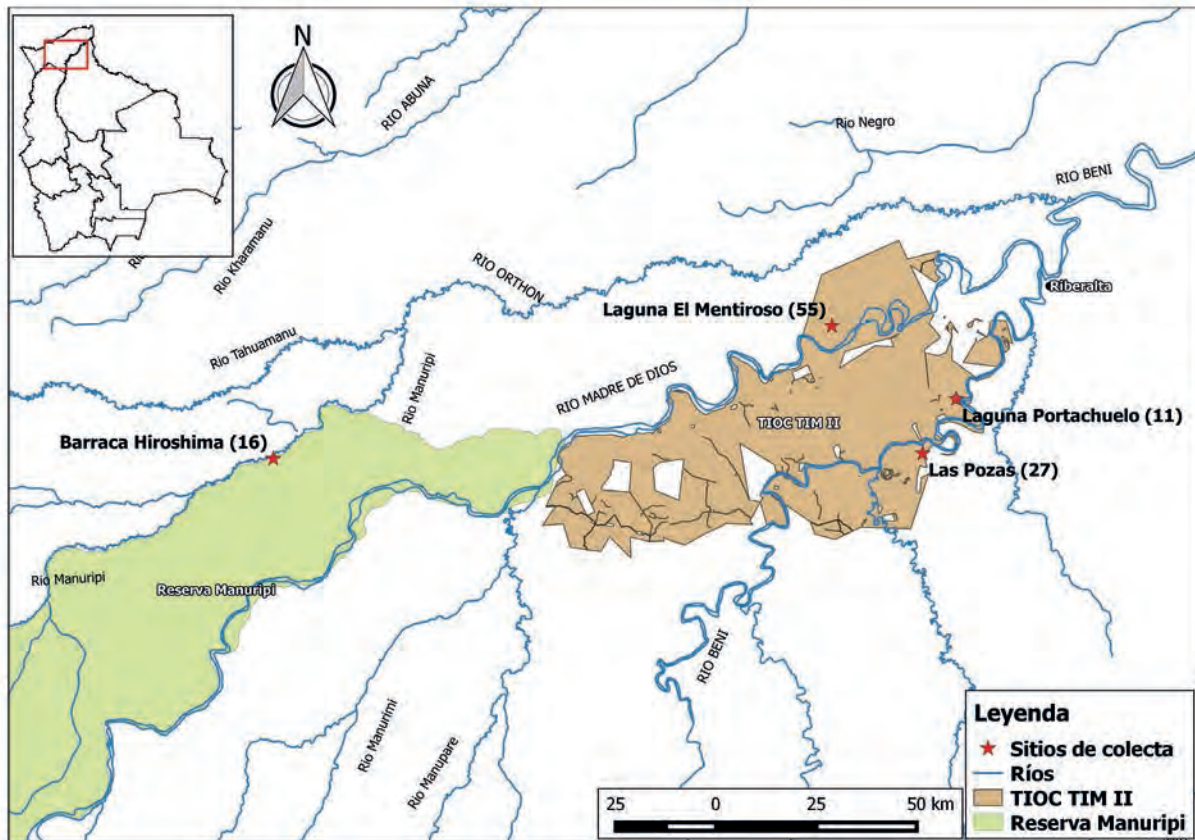 N
RIO ABUNA
Rio Negro
RIO BENI
Rio Kharamanu
RIO ORTHON
Riberalta
Laguna El Mentiroso (55)
Rio Tahuamanu
Rio Manuripi
RIO MADRE DE DIOS
Laguna Portachuelo (11)
TIOC TIM II
Barraca Hiroshima (16)
Las Pozas (27)
Rio Manuripi
Reserva Manuripi
RIO BENI
Rio Manurimi
Rio Manupare
Leyenda
Sitios de colecta
Ríos
TIOC TIM II
Reserva Manuripi
25 0 25 50 km